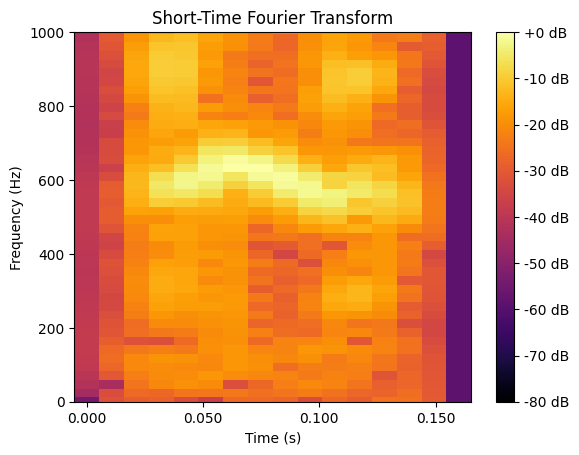 Short-Time Fourier Transform
1000
800
600
400
200
0
Frequency (Hz)
0.000
0.050
0.100
0.150
Time (s)
+0 dB
-10 dB
-20 dB
-30 dB
-40 dB
-50 dB
-60 dB
-70 dB
-80 dB